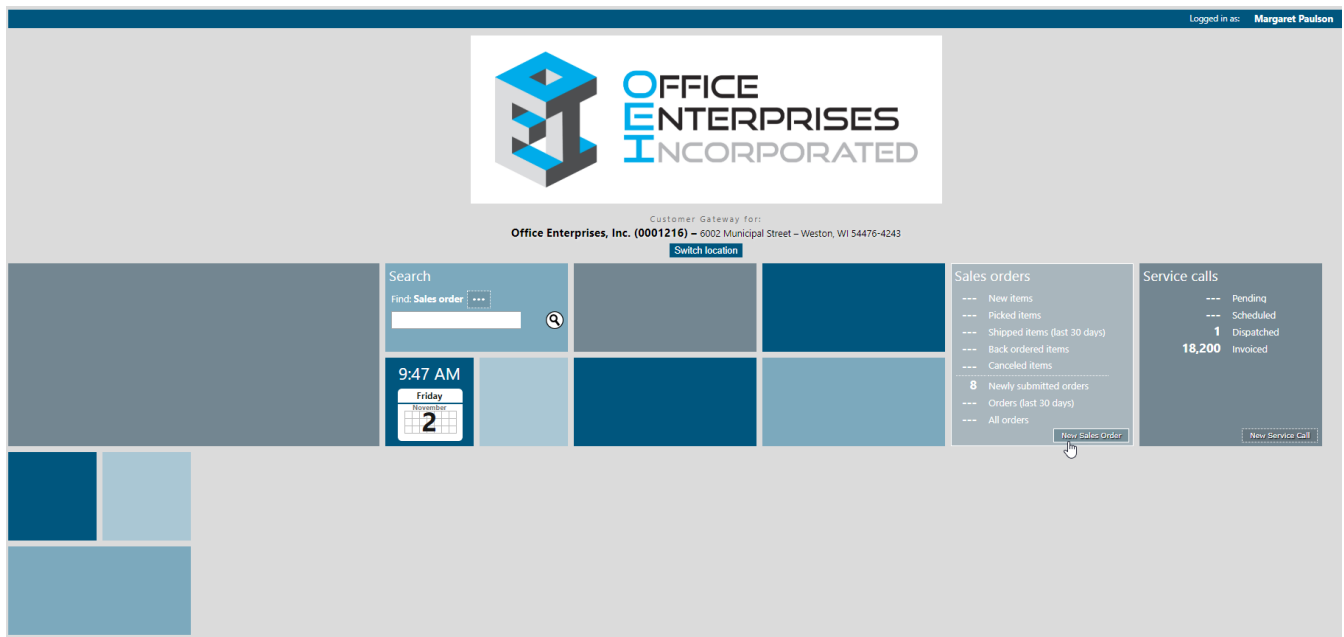 Logged in as: Margaret Paulson
OEI
OFFICE
ENTERPRISES
INCORPORATED
Customer Gateway for:
Office Enterprises, Inc. (0001216) – 6002 Municipal Street – Weston, WI 54476-4243
Switch location
Search
Find: Sales order ...
9:47 AM
Friday
November
2
Sales orders
--- New items
--- Picked items
--- Shipped items (last 30 days)
--- Back ordered items
--- Canceled items
8 Newly submitted orders
--- Orders (last 30 days)
--- All orders
New Sales Order
Service calls
--- Pending
--- Scheduled
1 Dispatched
18,200 Invoiced
New Service Call